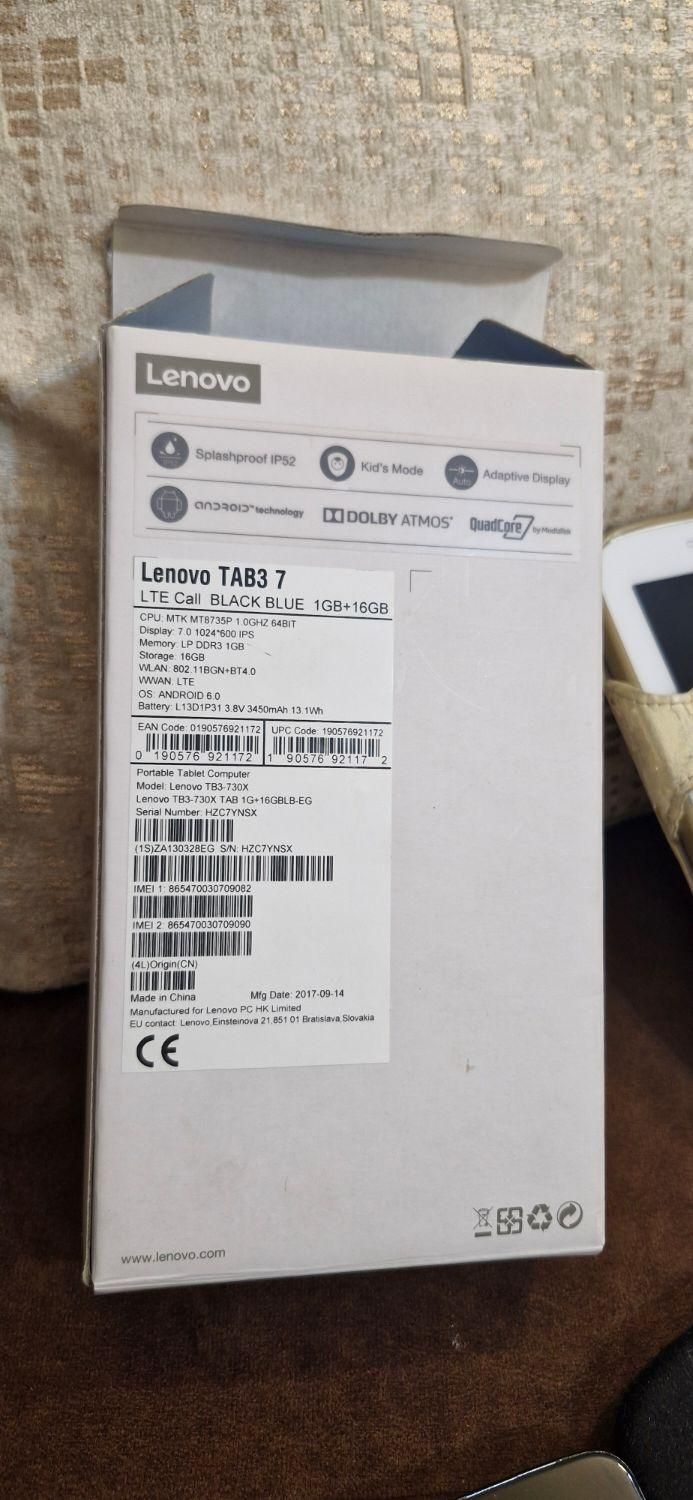 Lenovo
Splashproof IP52 Kid's Mode Adaptive Display
Auto
ANDROID™ technology DOLBY ATMOS® QuadCore by MediaTek
Lenovo TAB3 7
LTE Call BLACK BLUE 1GB+16GB
CPU: MTK MT8735P 1.0GHZ 64BIT
Display: 7.0 1024*600 IPS
Memory: LP DDR3 1GB
Storage: 16GB
WLAN: 802.11BGN+BT4.0
WWAN: LTE
OS: ANDROID 6.0
Battery: L13D1P31 3.8V 3450mAh 13.1Wh
EAN Code: 0190576921172 UPC Code: 190576921172
0 190576 921172 1 90576 92117 2
Portable Tablet Computer
Model: Lenovo TB3-730X
Lenovo TB3-730X TAB 1G+16GBLB-EG
Serial Number: HZC7YNSX
(1S)ZA130328EG S/N: HZC7YNSX
IMEI 1: 865470030709082
IMEI 2: 865470030709090
(4L)Origin(CN)
Made in China Mfg Date: 2017-09-14
Manufactured for Lenovo PC HK Limited
EU contact: Lenovo,Einsteinova 21,851 01 Bratislava,Slovakia
CE
www.lenovo.com